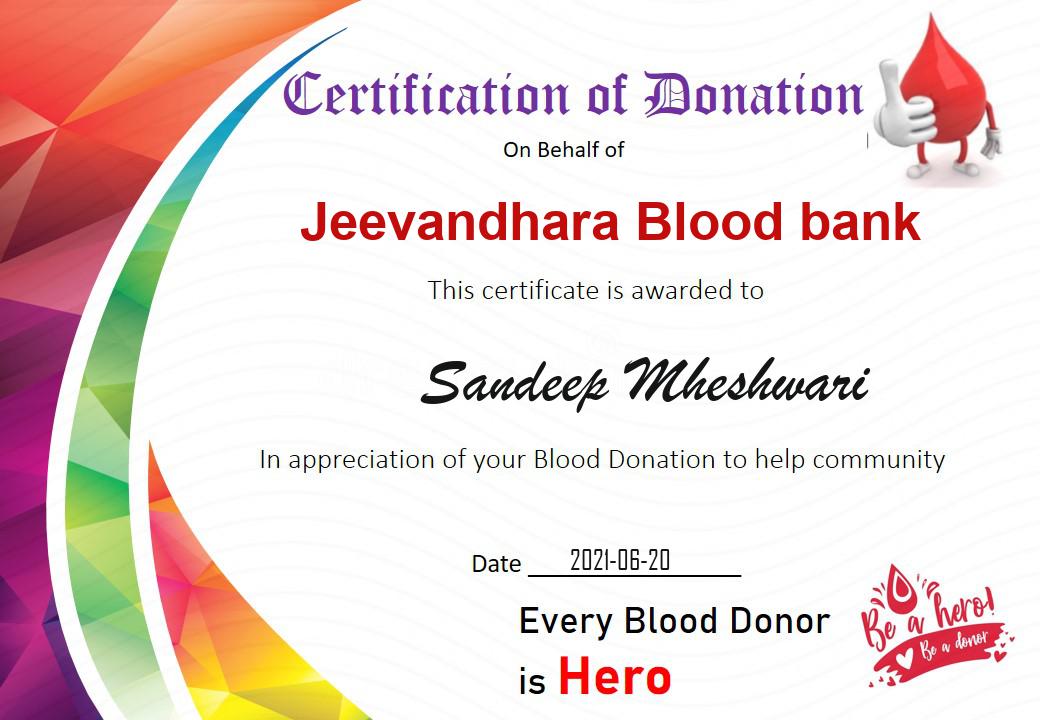 Certification of Donation
On Behalf of
Jeevandhara Blood bank
This certificate is awarded to
Sandeep Mheshwari
In appreciation of your Blood Donation to help community
Date 2021-06-20
Every Blood Donor
is Hero
Be a hero!
Be a donor